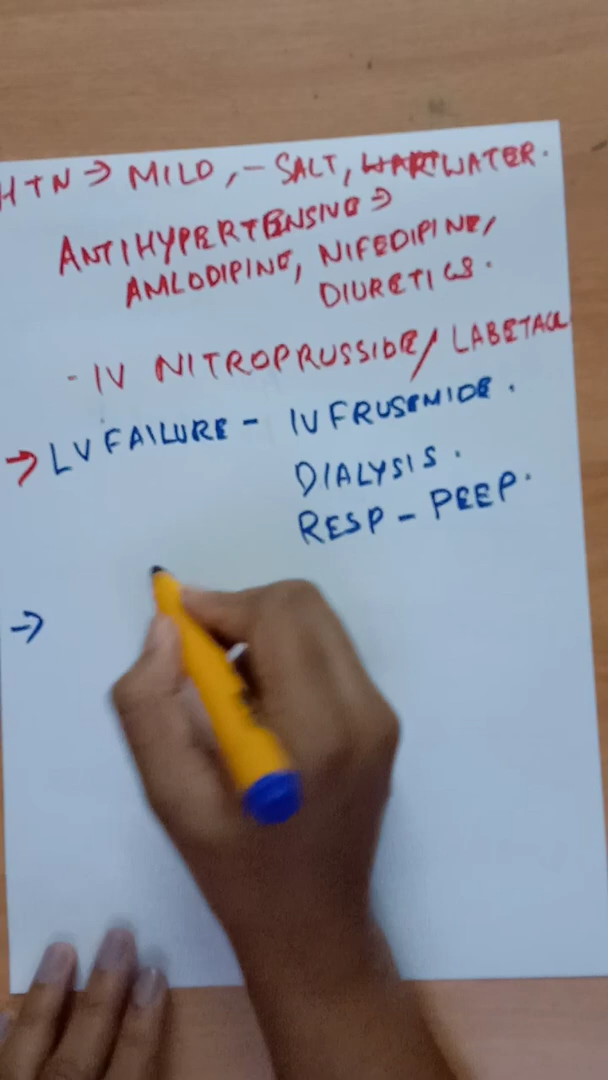 HTN → MILD, - SALT, WATER.
ANTIHYPERTENSIVE →
AMLODIPINE, NIFEDIPINE/
DIURETICS.
- IV NITROPRUSSIDE/ LABETALOL
→ LV FAILURE - IV FRUSEMIDE.
DIALYSIS.
RESP - PEEP.
→